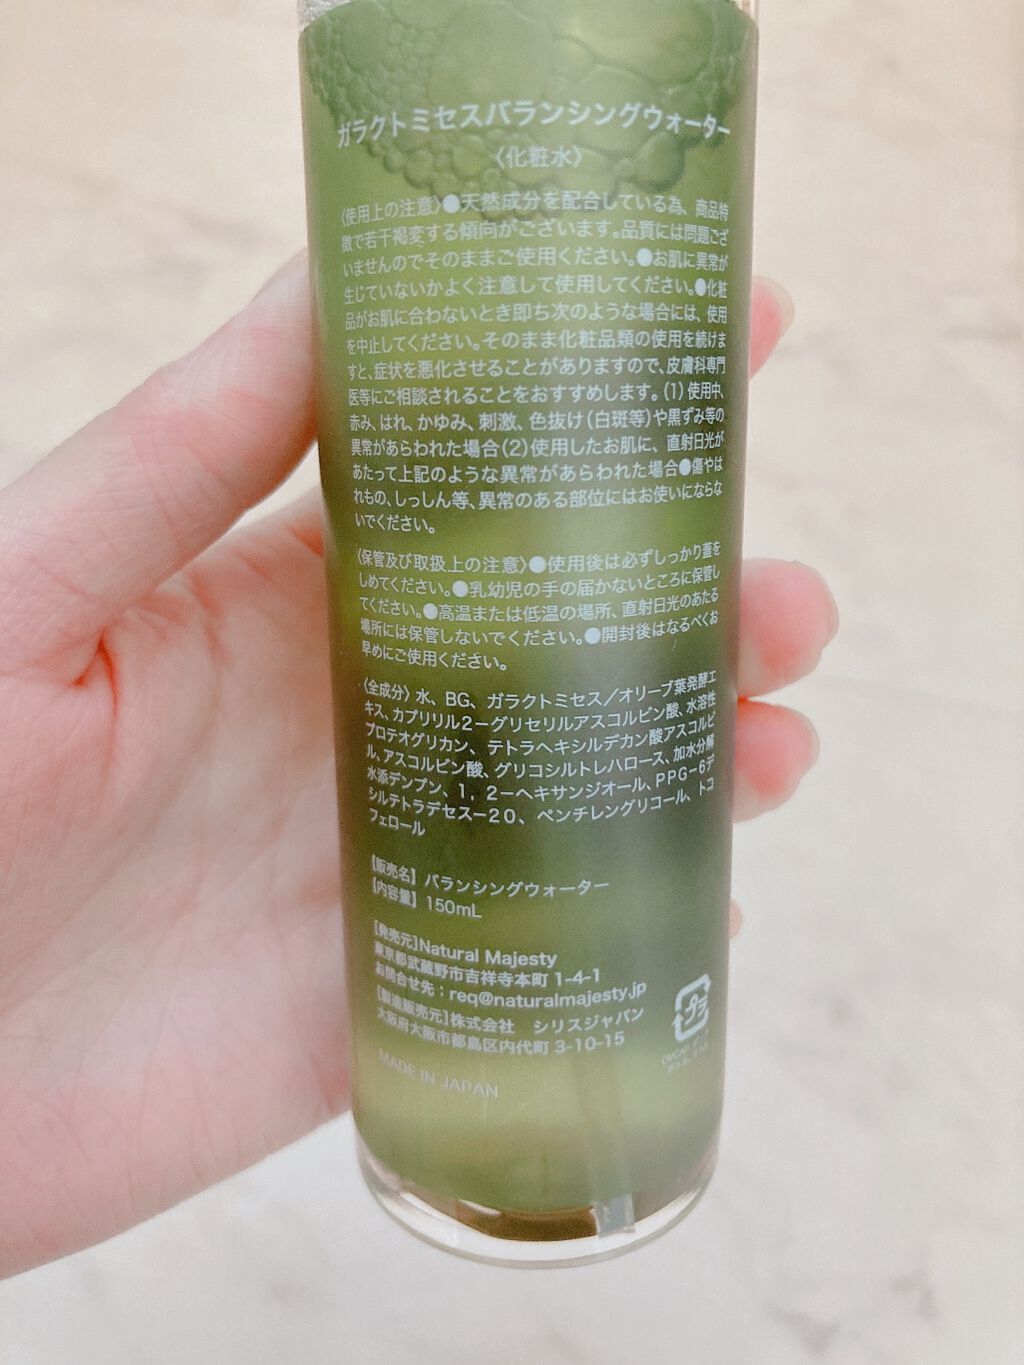 ガラクトミセスバランシングウォーター
〈化粧水〉
〈使用上の注意〉●天然成分を配合している為、商品特
徴で若干褐変する傾向がございます。品質には問題ござ
いませんのでそのままご使用ください。●お肌に異常が
生じていないかよく注意して使用してください。●化粧
品がお肌に合わないとき即ち次のような場合には、使用
を中止してください。そのまま化粧品類の使用を続けま
すと、症状を悪化させることがありますので、皮膚科専門
医等にご相談されることをおすすめします。(1)使用中、
赤み、はれ、かゆみ、刺激、色抜け(白斑等)や黒ずみ等の
異常があらわれた場合(2)使用したお肌に、直射日光が
あたって上記のような異常があらわれた場合●傷やは
れもの、しっしん等、異常のある部位にはお使いにならな
いでください。
〈保管及び取扱上の注意〉●使用後は必ずしっかり蓋を
しめてください。●乳幼児の手の届かないところに保管し
てください。●高温または低温の場所、直射日光のあたる
場所には保管しないでください。●開封後はなるべくお
早めにご使用ください。
〈全成分〉水、BG、ガラクトミセス／オリーブ葉発酵エ
キス、カプリリル2−グリセリルアスコルビン酸、水溶性
プロテオグリカン、テトラヘキシルデカン酸アスコルビ
ル、アスコルビン酸、グリコシルトレハロース、加水分解
水添デンプン、1，2−ヘキサンジオール、PPG−6デ
シルテトラデセス−20、ペンチレングリコール、トコ
フェロール
【販売名】バランシングウォーター
【内容量】150mL
[発売元]Natural Majesty
東京都武蔵野市吉祥寺本町 1-4-1
お問合せ先：req@naturalmajesty.jp
[製造販売元]株式会社 シリスジャパン
大阪府大阪市都島区内代町 3-10-15
MADE IN JAPAN
プラ